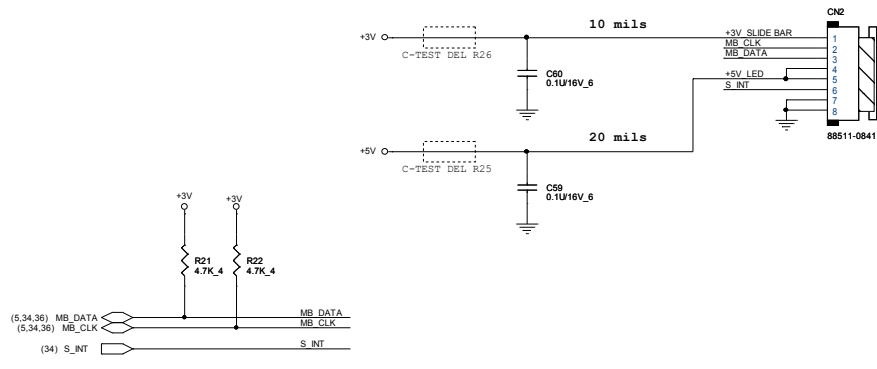 CN2
10 mils
+3V
+3V_SLIDE BAR
1
MB_CLK
2
MB_DATA
3
C-TEST DEL R26
4
C60
0.1U/16V_6
+5V_LED
5
S_INT
6
7
8
88511-0841
20 mils
+5V
C-TEST DEL R25
C59
0.1U/16V_6
+3V
+3V
R21
4.7K_4
R22
4.7K_4
(5,34,36) MB_DATA
MB_DATA
(5,34,36) MB_CLK
MB_CLK
(34) S_INT
S_INT